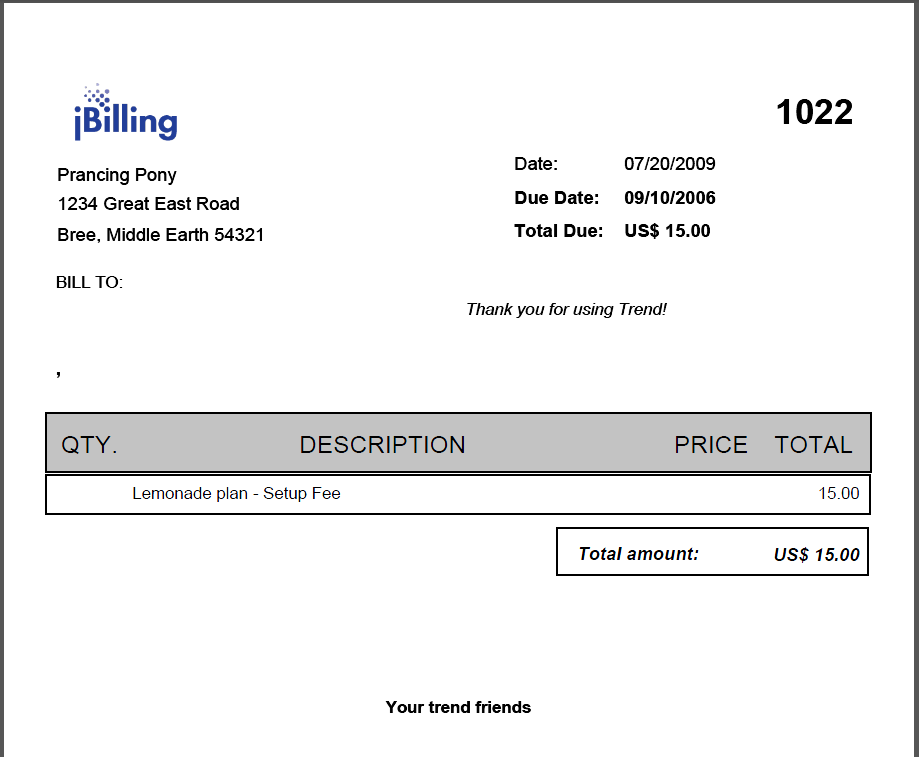 jBilling
1022
Prancing Pony
1234 Great East Road
Bree, Middle Earth 54321
Date: 07/20/2009
Due Date: 09/10/2006
Total Due: US$ 15.00
BILL TO:
Thank you for using Trend!
,
QTY. DESCRIPTION PRICE TOTAL
Lemonade plan - Setup Fee 15.00
Total amount: US$ 15.00
Your trend friends